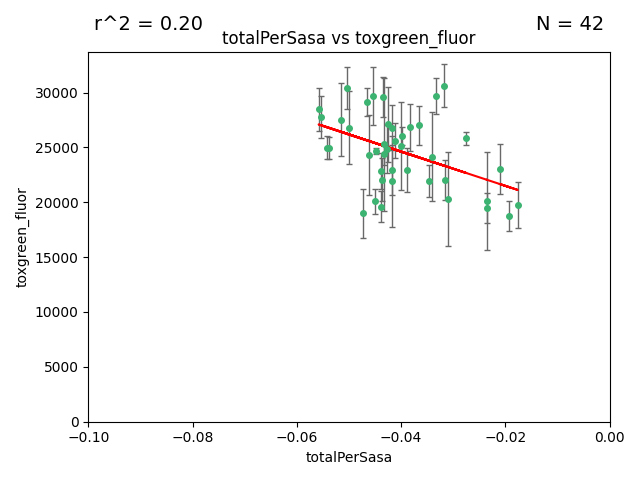 r^2 = 0.20
N = 42
totalPerSasa vs toxgreen_fluor
30000
25000
20000
15000
10000
5000
0
toxgreen_fluor
−0.10
−0.08
−0.06
−0.04
−0.02
0.00
totalPerSasa